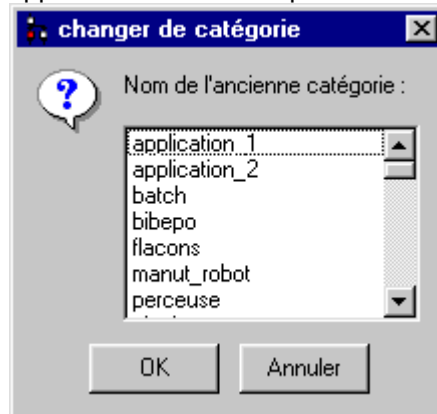 changer de catégorie
Nom de l'ancienne catégorie :
application_1
application_2
batch
bibepo
flacons
manut_robot
perceuse
OK
Annuler